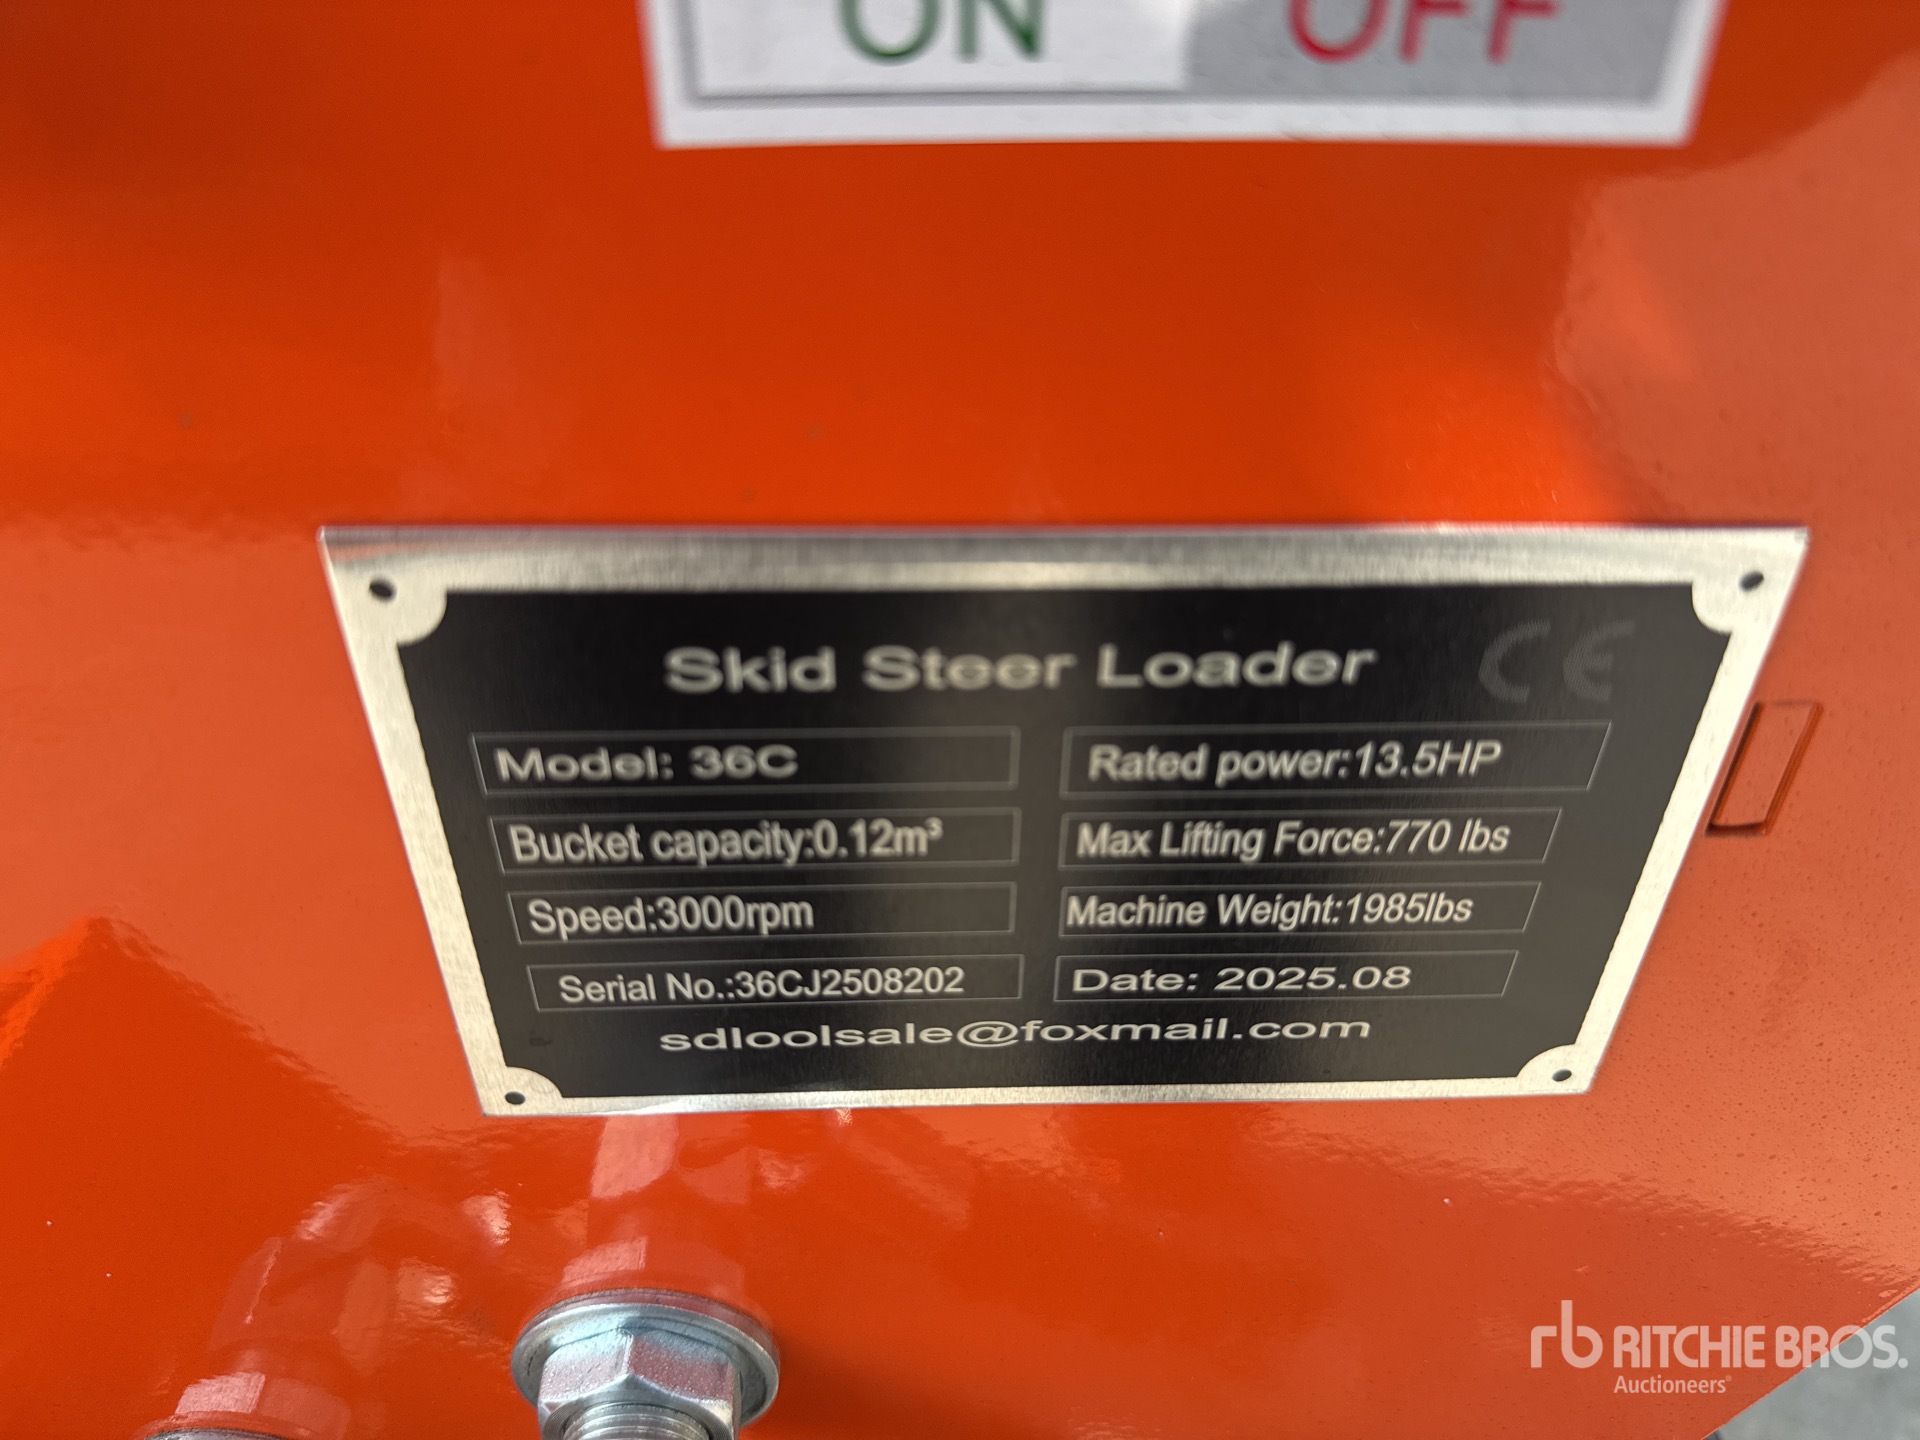 ON OFF
Skid Steer Loader CE
Model: 36C
Rated power:13.5HP
Bucket capacity:0.12m³
Max Lifting Force:770 lbs
Speed:3000rpm
Machine Weight:1985lbs
Serial No.:36CJ2508202
Date: 2025.08
sdloolsale@foxmail.com
rb RITCHIE BROS.
Auctioneers